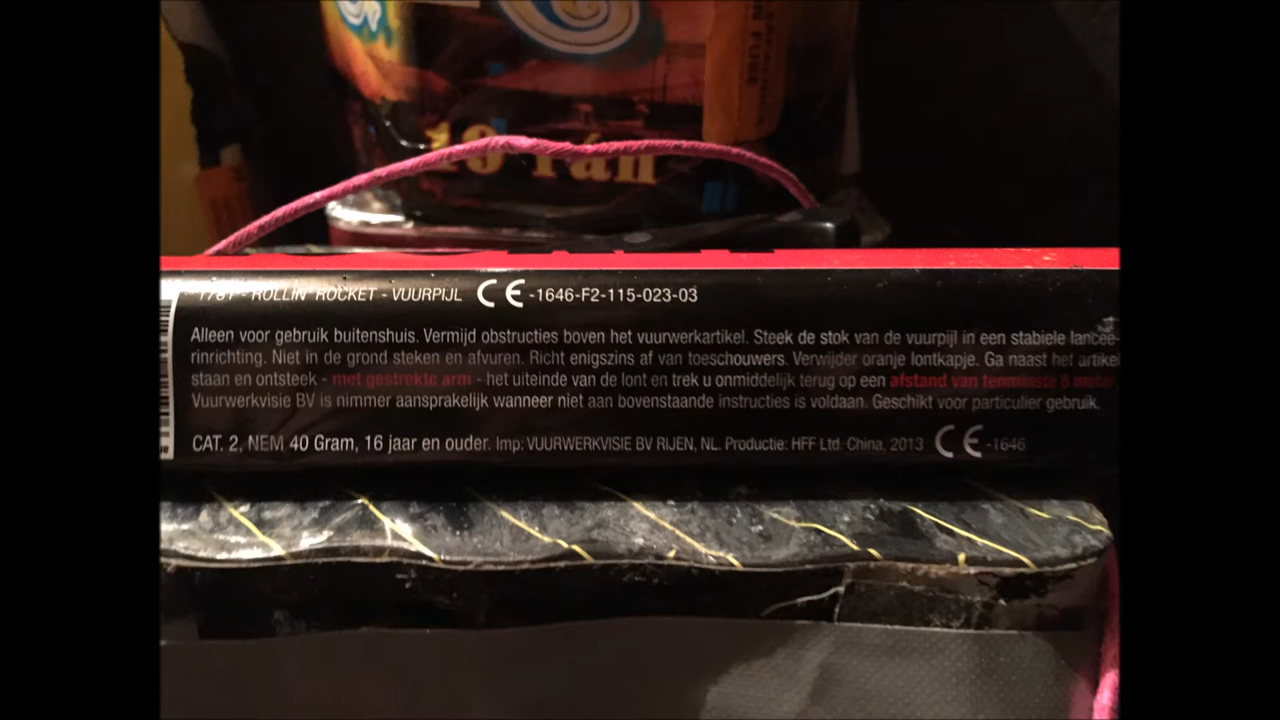 IN FUSE
19 rán
1781 - ROLLIN' ROCKET - VUURPIJL CE -1646-F2-115-023-03
Alleen voor gebruik buitenshuis. Vermijd obstructies boven het vuurwerkartikel. Steek de stok van de vuurpijl in een stabiele lancee-
rinrichting. Niet in de grond steken en afvuren. Richt enigszins af van toeschouwers. Verwijder oranje lontkapje. Ga naast het artikel
staan en ontsteek - met gestrekte arm - het uiteinde van de lont en trek u onmiddelijk terug op een afstand van tenminste 8 meter.
Vuurwerkvisie BV is nimmer aansprakelijk wanneer niet aan bovenstaande instructies is voldaan. Geschikt voor particulier gebruik.
CAT. 2, NEM 40 Gram, 16 jaar en ouder. Imp: VUURWERKVISIE BV RIJEN, NL. Productie: HFF Ltd. China, 2013 CE -1646